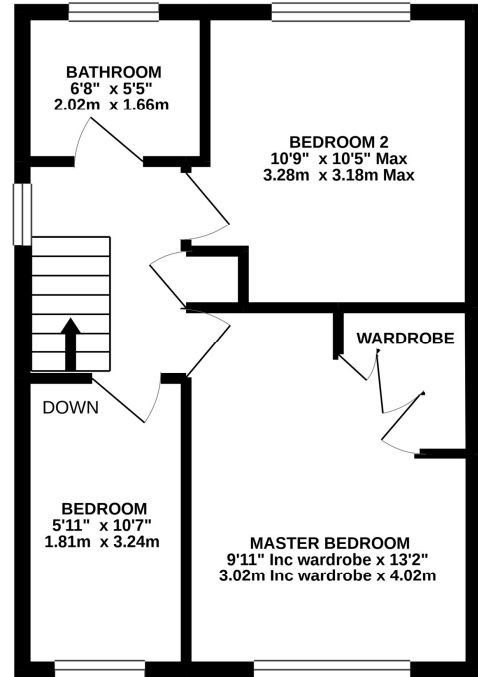 BATHROOM
6'8" x 5'5"
2.02m x 1.66m
BEDROOM 2
10'9" x 10'5" Max
3.28m x 3.18m Max
WARDROBE
DOWN
BEDROOM
5'11" x 10'7"
1.81m x 3.24m
MASTER BEDROOM
9'11" Inc wardrobe x 13'2"
3.02m Inc wardrobe x 4.02m